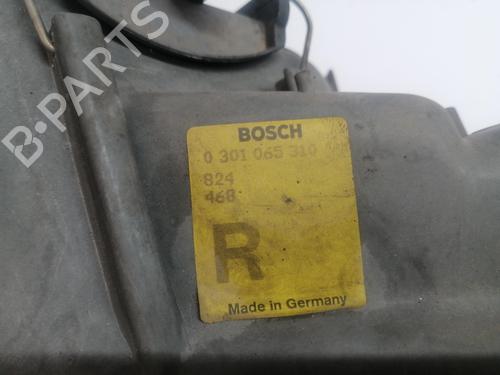 BOSCH
0 301 065 310
824
468
R
Made in Germany
B-PARTS